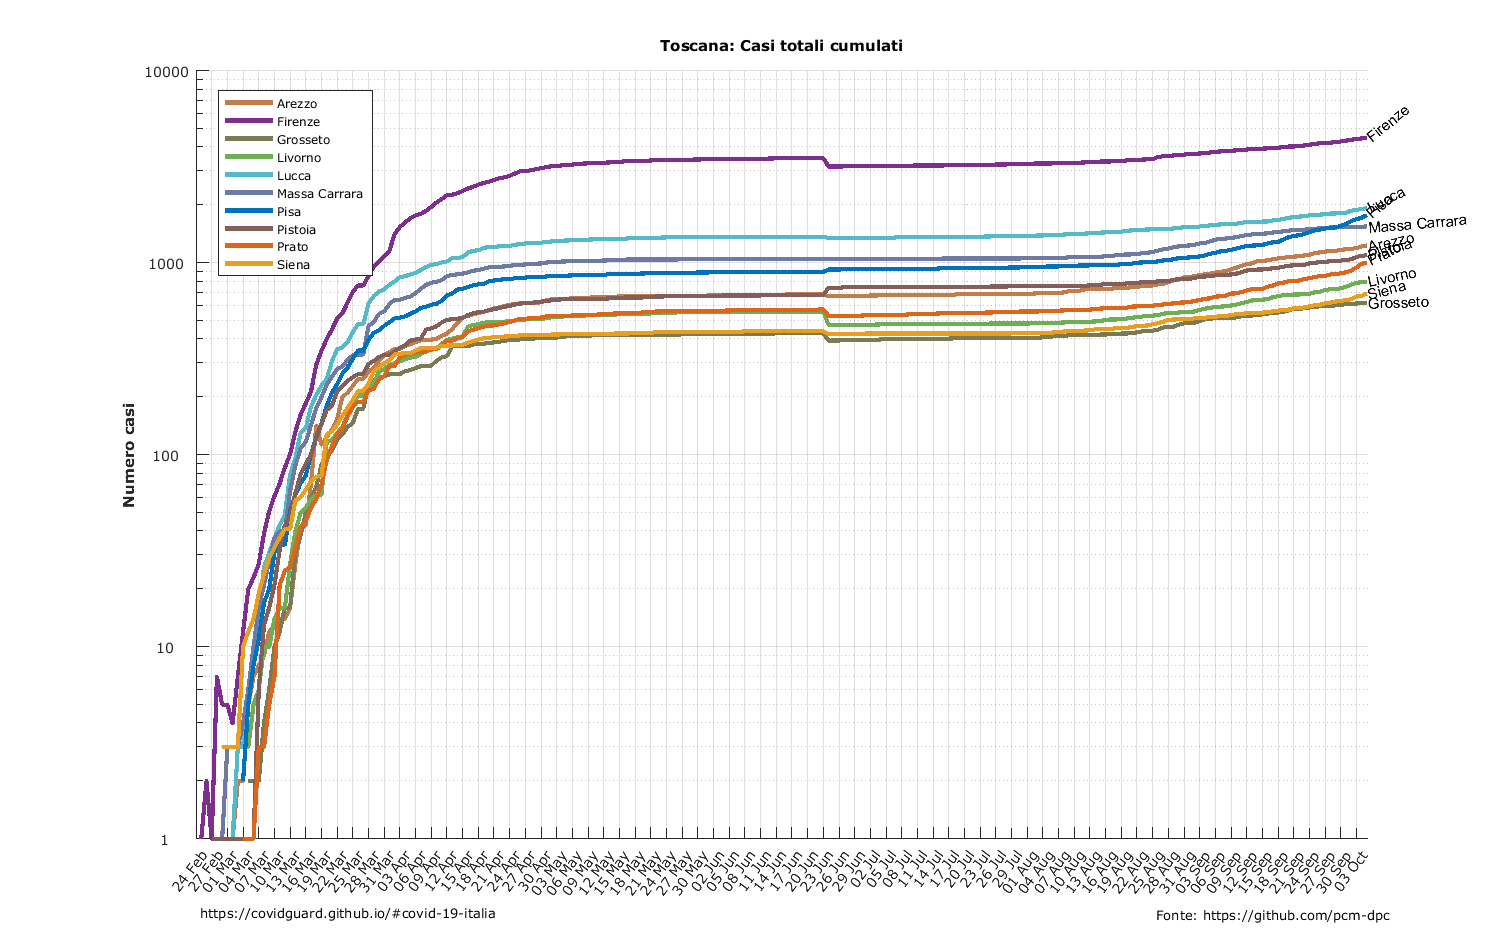 Toscana: Casi totali cumulati
Numero casi
10000
1000
100
10
1
Arezzo
Firenze
Grosseto
Livorno
Lucca
Massa Carrara
Pisa
Pistoia
Prato
Siena
Firenze
Lucca
Pisa
Massa Carrara
Arezzo
Pistoia
Prato
Livorno
Siena
Grosseto
24 Feb
27 Feb
01 Mar
04 Mar
07 Mar
10 Mar
13 Mar
16 Mar
19 Mar
22 Mar
25 Mar
28 Mar
31 Mar
03 Apr
06 Apr
09 Apr
12 Apr
15 Apr
18 Apr
21 Apr
24 Apr
27 Apr
30 Apr
03 May
06 May
09 May
12 May
15 May
18 May
21 May
24 May
27 May
30 May
02 Jun
05 Jun
08 Jun
11 Jun
14 Jun
17 Jun
20 Jun
23 Jun
26 Jun
29 Jun
02 Jul
05 Jul
08 Jul
11 Jul
14 Jul
17 Jul
20 Jul
23 Jul
26 Jul
29 Jul
01 Aug
04 Aug
07 Aug
10 Aug
13 Aug
16 Aug
19 Aug
22 Aug
25 Aug
28 Aug
31 Aug
03 Sep
06 Sep
09 Sep
12 Sep
15 Sep
18 Sep
21 Sep
24 Sep
27 Sep
30 Sep
03 Oct
https://covidguard.github.io/#covid-19-italia
Fonte: https://github.com/pcm-dpc